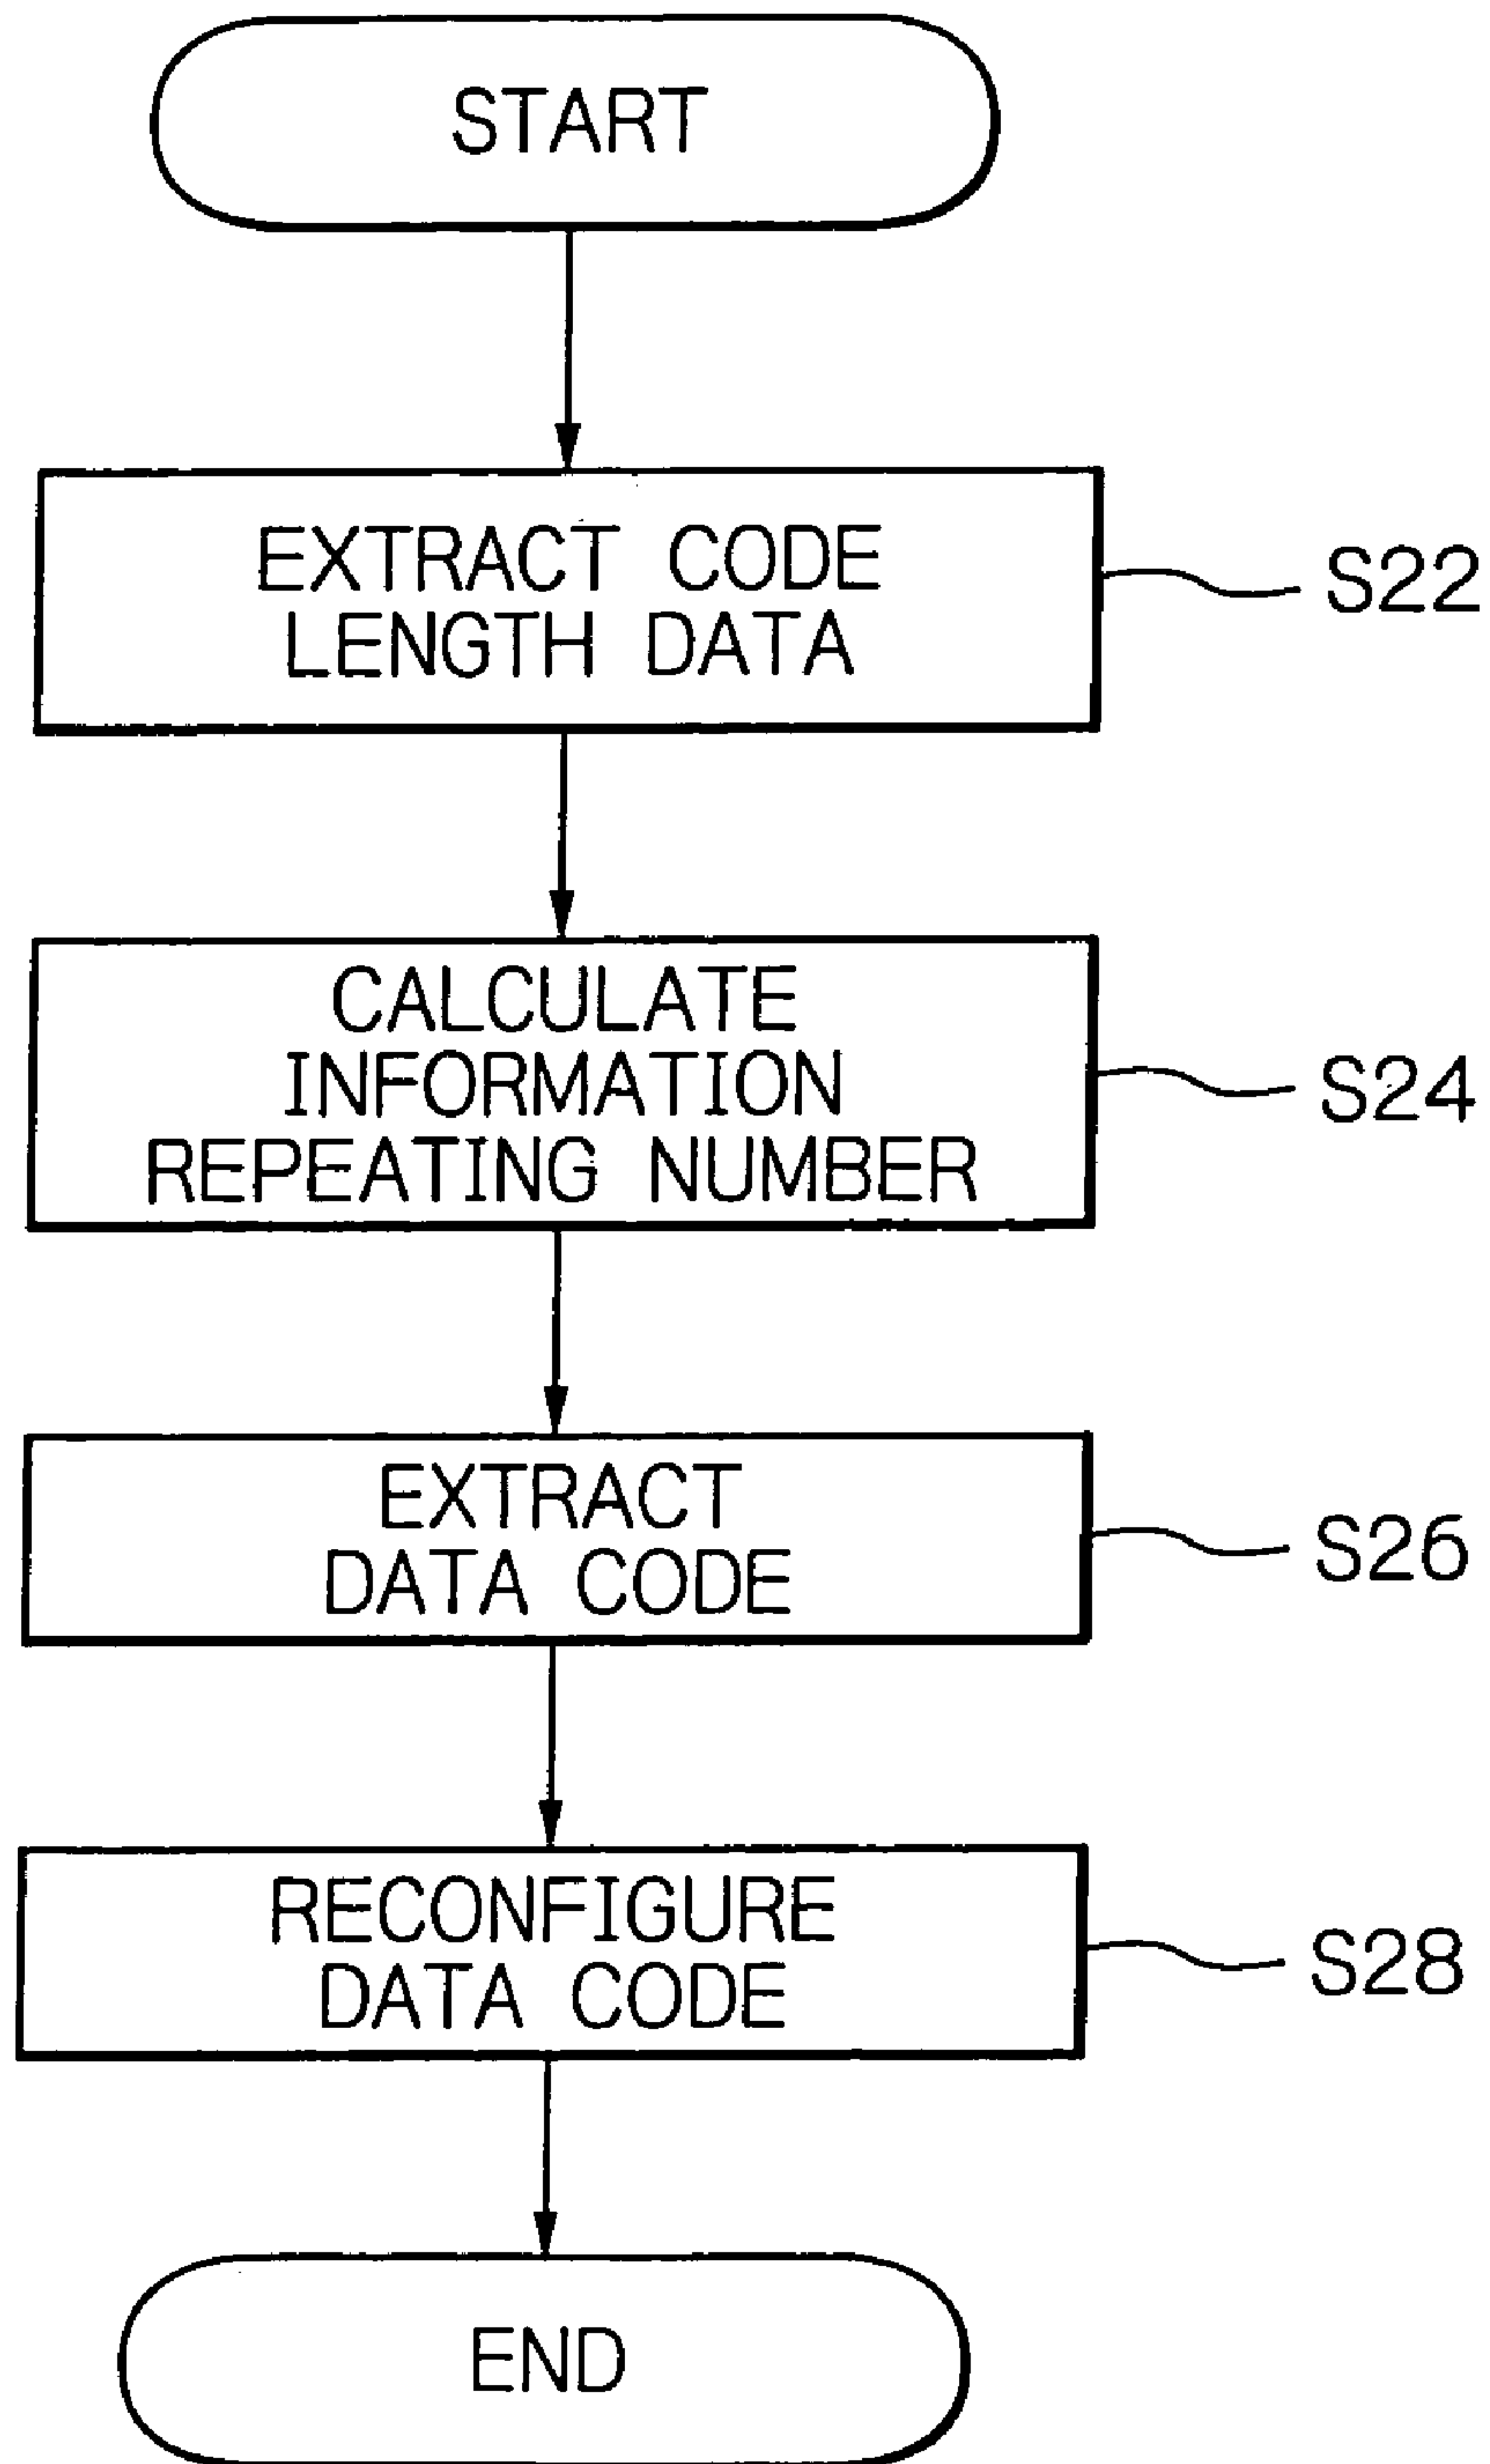 START
EXTRACT CODE
LENGTH DATA
S22
CALCULATE
INFORMATION
REPEATING NUMBER
S24
EXTRACT
DATA CODE
S26
RECONFIGURE
DATA CODE
S28
END